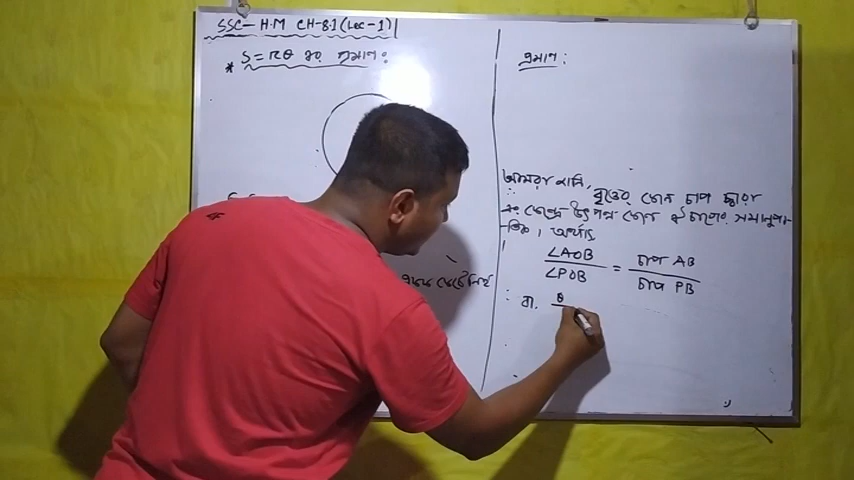 SSC - H.M CH-8.1 (Lec-1)
* S = rθ এর প্রমাণ:
প্রমাণ:
আমরা জানি,
বৃত্তের কোন চাপ দ্বারা
কেন্দ্রে উৎপন্ন কোন ঐ চাপের সমানুপা-
-তিক। অর্থাৎ
∠AOB / ∠POB = চাপ AB / চাপ PB
বা, θ